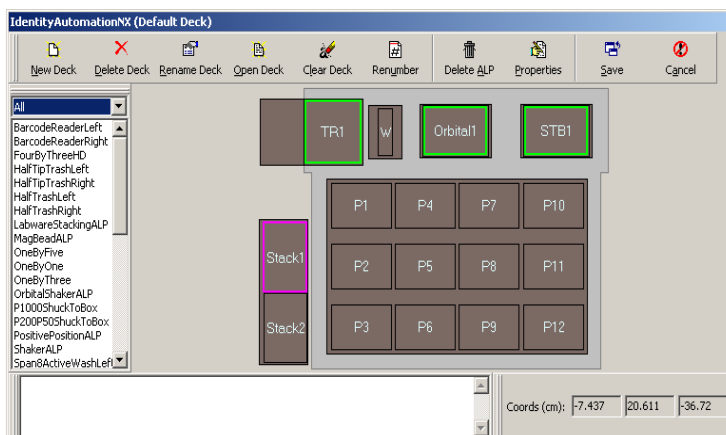 IdentityAutomationNX (Default Deck)
New Deck Delete Deck Rename Deck Open Deck Clear Deck Renumber Delete ALP Properties Save Cancel
All
BarcodeReaderLeft
BarcodeReaderRight
FourByThreeHD
HalfTipTrashLeft
HalfTipTrashRight
HalfTrashLeft
HalfTrashRight
LabwareStackingALP
MagBeadALP
OneByFive
OneByOne
OneByThree
OrbitalShakerALP
P1000ShuckToBox
P200P50ShuckToBox
PositivePositionALP
ShakerALP
Span8ActiveWashLeft
TR1 W Orbital1 STB1
P1 P4 P7 P10
Stack1 P2 P5 P8 P11
Stack2 P3 P6 P9 P12
Coords (cm): -7.437 20.611 -36.72